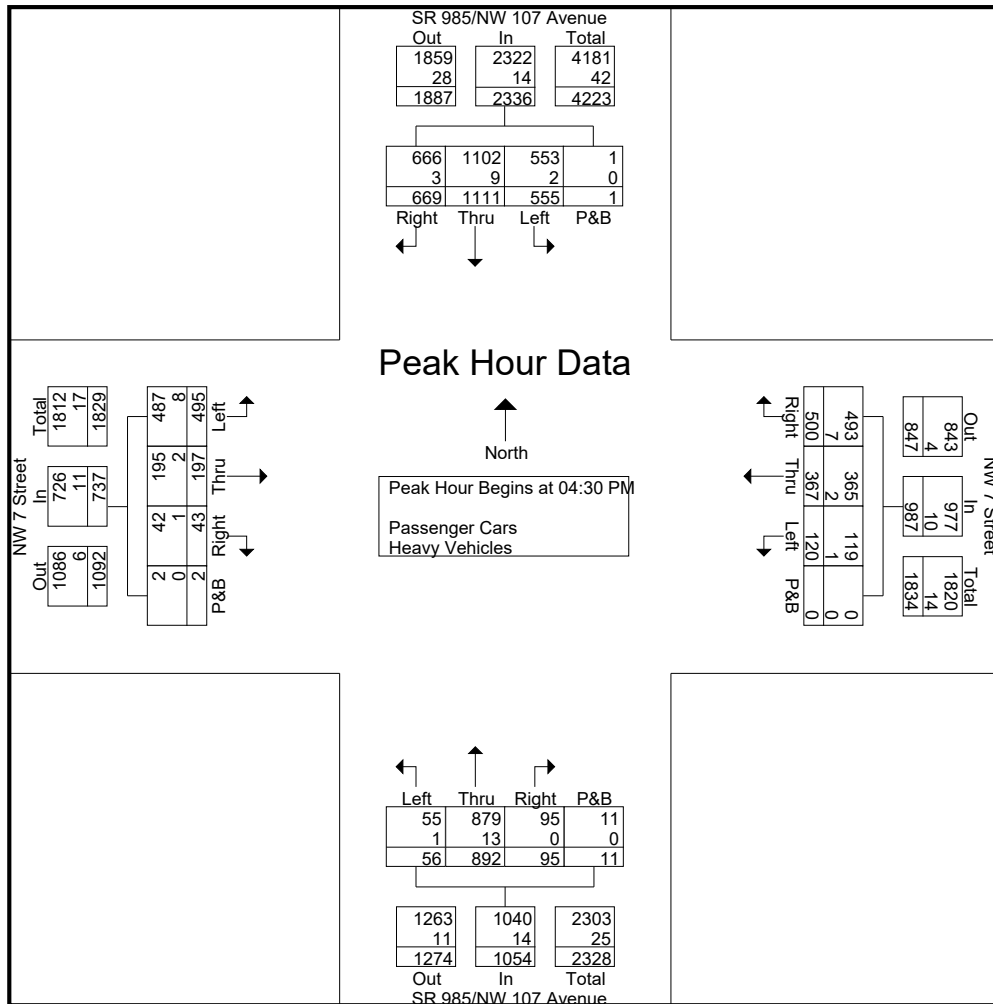 SR 985/NW 107 Avenue
Out In Total
1859 2322 4181
28 14 42
1887 2336 4223
666 1102 553 1
3 9 2 0
669 1111 555 1
Right Thru Left P&B
Peak Hour Data
North
Peak Hour Begins at 04:30 PM
Passenger Cars
Heavy Vehicles
NW 7 Street
Total In Out
1812 726 1086
17 11 6
1829 737 1092
487 195 42 2
8 2 1 0
495 197 43 2
Left Thru Right P&B
NW 7 Street
Out In Total
843 977 1820
4 10 14
847 987 1834
493 365 119 0
7 2 1 0
500 367 120 0
Right Thru Left P&B
Left Thru Right P&B
55 879 95 11
1 13 0 0
56 892 95 11
1263 1040 2303
11 14 25
1274 1054 2328
Out In Total
SR 985/NW 107 Avenue